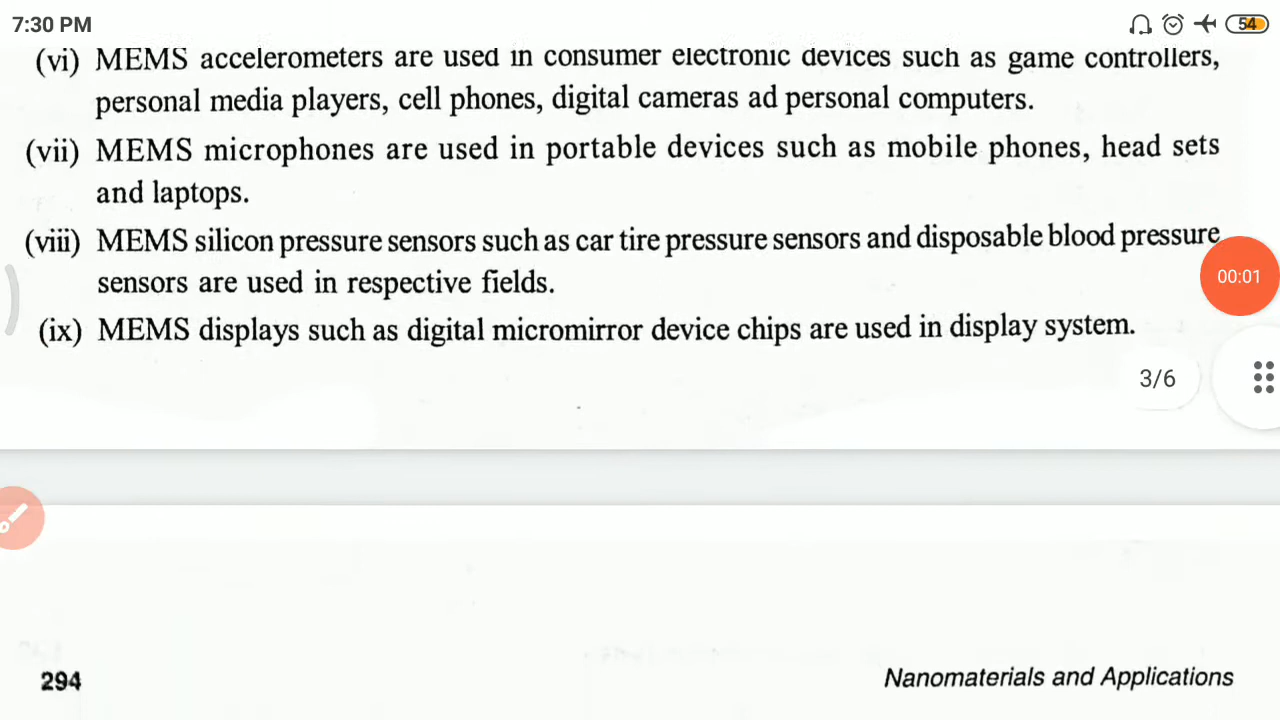 7:30 PM
54
(vi) MEMS accelerometers are used in consumer electronic devices such as game controllers,
personal media players, cell phones, digital cameras ad personal computers.
(vii) MEMS microphones are used in portable devices such as mobile phones, head sets
and laptops.
(viii) MEMS silicon pressure sensors such as car tire pressure sensors and disposable blood pressure
sensors are used in respective fields.
00:01
(ix) MEMS displays such as digital micromirror device chips are used in display system.
3/6
294
Nanomaterials and Applications